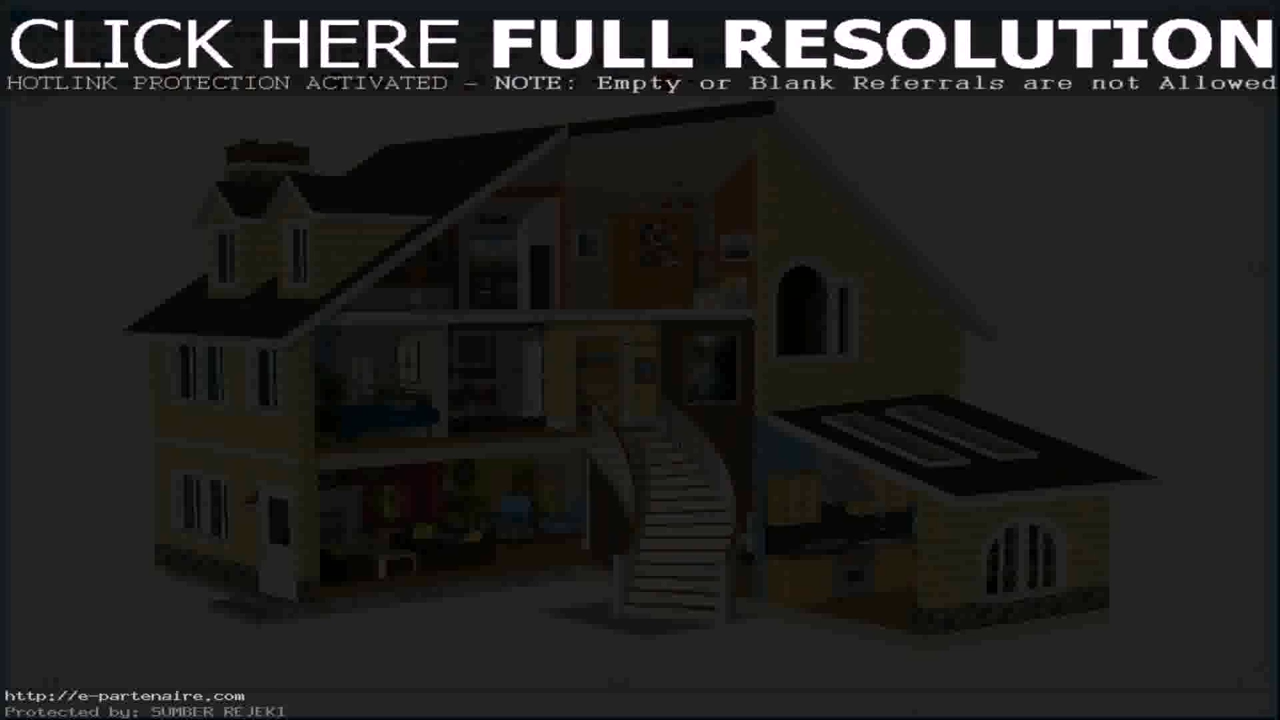 CLICK HERE FULL RESOLUTION
HOTLINK PROTECTION ACTIVATED - NOTE: Empty or Blank Referrals are not Allowed
http://e-partenaire.com
Protected by: SUMBER REJEKI